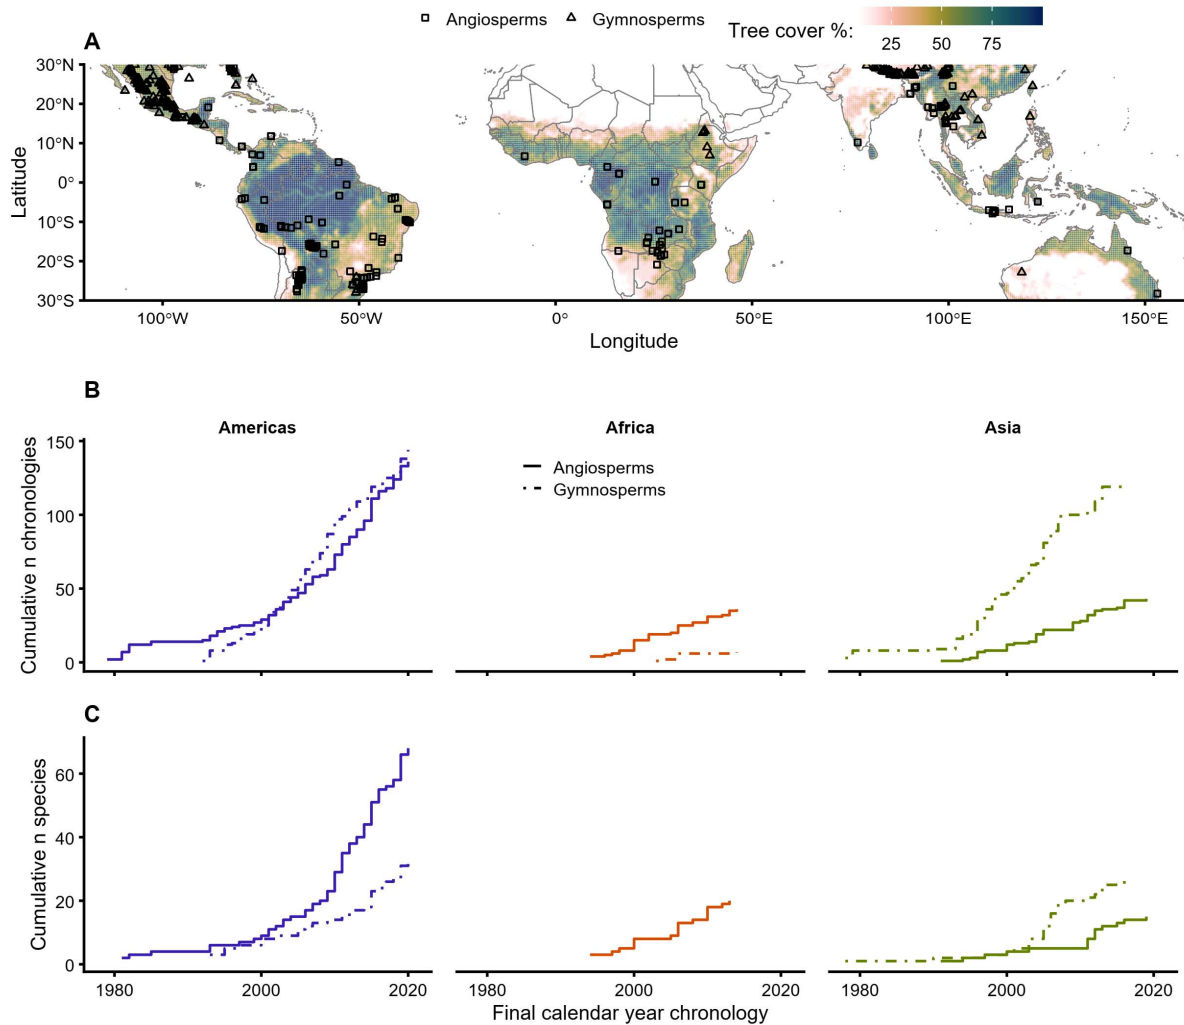 Angiosperms Gymnosperms Tree cover %:
25 50 75
A
30°N
20°N
10°N
0°
10°S
20°S
30°S
Latitude
100°W 50°W 0° 50°E 100°E 150°E
Longitude
B
Americas Africa Asia
150
100
50
0
Cumulative n chronologies
Angiosperms
Gymnosperms
C
60
40
20
0
Cumulative n species
1980 2000 2020 1980 2000 2020 1980 2000 2020
Final calendar year chronology